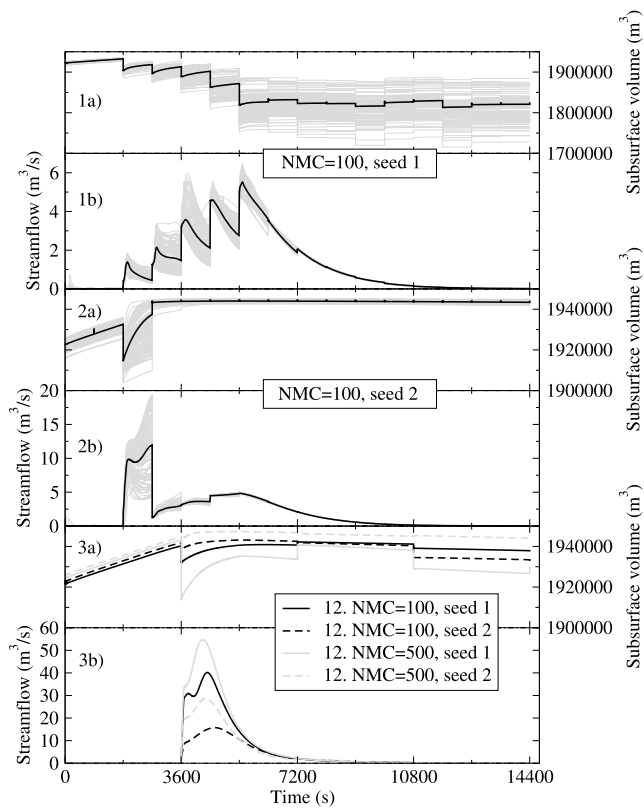 1a)
1900000
1800000
1700000
Subsurface volume (m³)
NMC=100, seed 1
1b)
6
4
2
0
Streamflow (m³/s)
2a)
1940000
1920000
1900000
Subsurface volume (m³)
NMC=100, seed 2
2b)
20
15
10
5
0
Streamflow (m³/s)
3a)
1940000
1920000
1900000
Subsurface volume (m³)
12. NMC=100, seed 1
12. NMC=100, seed 2
12. NMC=500, seed 1
12. NMC=500, seed 2
3b)
60
50
40
30
20
10
0
Streamflow (m³/s)
0 3600 7200 10800 14400
Time (s)